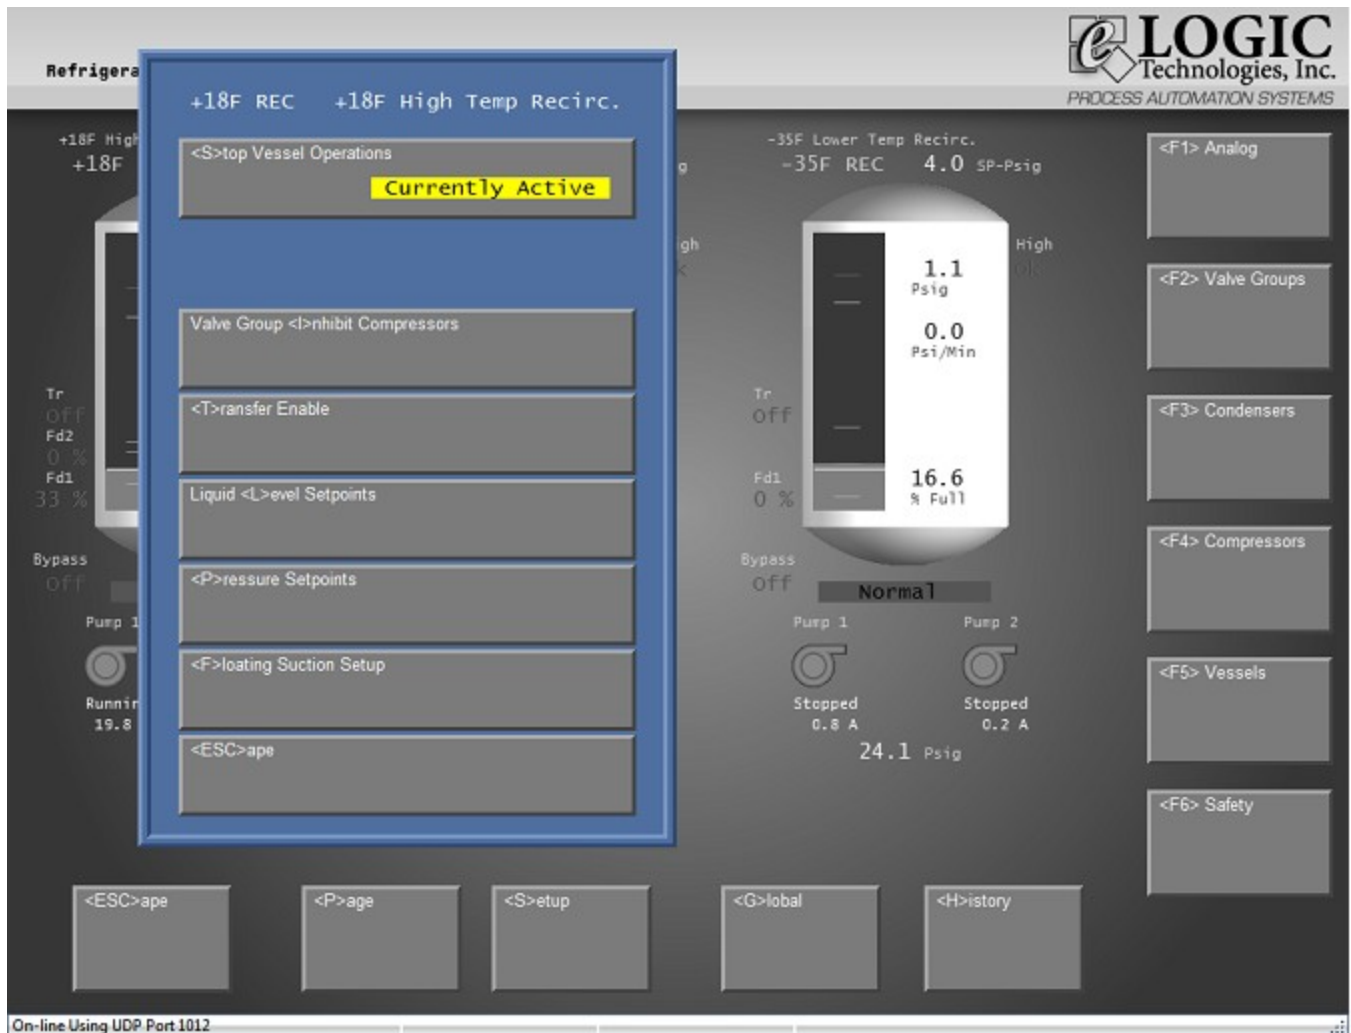 LOGIC
Technologies, Inc.
PROCESS AUTOMATION SYSTEMS
Refrigera
+18F REC +18F High Temp Recirc.
<S>top Vessel Operations
Currently Active
Valve Group <I>nhibit Compressors
<T>ransfer Enable
Liquid <L>evel Setpoints
<P>ressure Setpoints
<F>loating Suction Setup
<ESC>ape
+18F High
+18F
Tr
Off
Fd2
0 %
Fd1
33 %
Bypass
Off
Pump 1
Runnin
19.8
g
gh
k
-35F Lower Temp Recirc.
-35F REC 4.0 SP-Psig
High
Ok
1.1
Psig
0.0
Psi/Min
Tr
Off
Fd1
0 %
16.6
% Full
Bypass
Off
Normal
Pump 1 Pump 2
Stopped Stopped
0.8 A 0.2 A
24.1 Psig
<F1> Analog
<F2> Valve Groups
<F3> Condensers
<F4> Compressors
<F5> Vessels
<F6> Safety
<ESC>ape <P>age <S>etup <G>lobal <H>istory
On-line Using UDP Port 1012